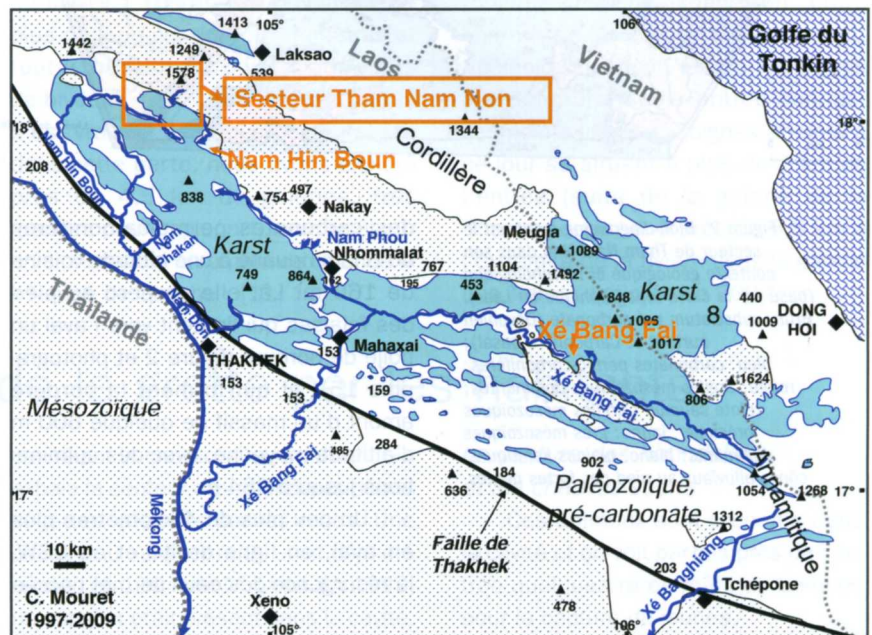 1413
105°
106°
1442
1249
Laksao
Laos
Vietnam
Golfe du
Tonkin
539
1578
Secteur Tham Nam Non
18°
1344
18°
Cordillère
Nam Hin Boun
208
Nam Hin Boun
838
754
497
Nakay
Meugia
Nam Phou
1089
Nam
Phakan
Karst
Nhommalat
767
1104
1492
749
864
162
195
453
848
Karst
440
Thaïlande
Nam Don
8
DONG
HOI
1086
1009
Xé Bang Fai
1017
THAKHEK
153
Mahaxai
153
Xé Bang Fai
1624
806
159
153
Mésozoïque
485
284
Xé Bang Fai
902
184
1054
Annamitique
17°
636
Paléozoïque,
pré-carbonate
1268
17°
Mékong
1312
10 km
Faille de
Thakhek
Xé Banghiang
203
Tchépone
C. Mouret
1997-2009
Xeno
478
105°
106°